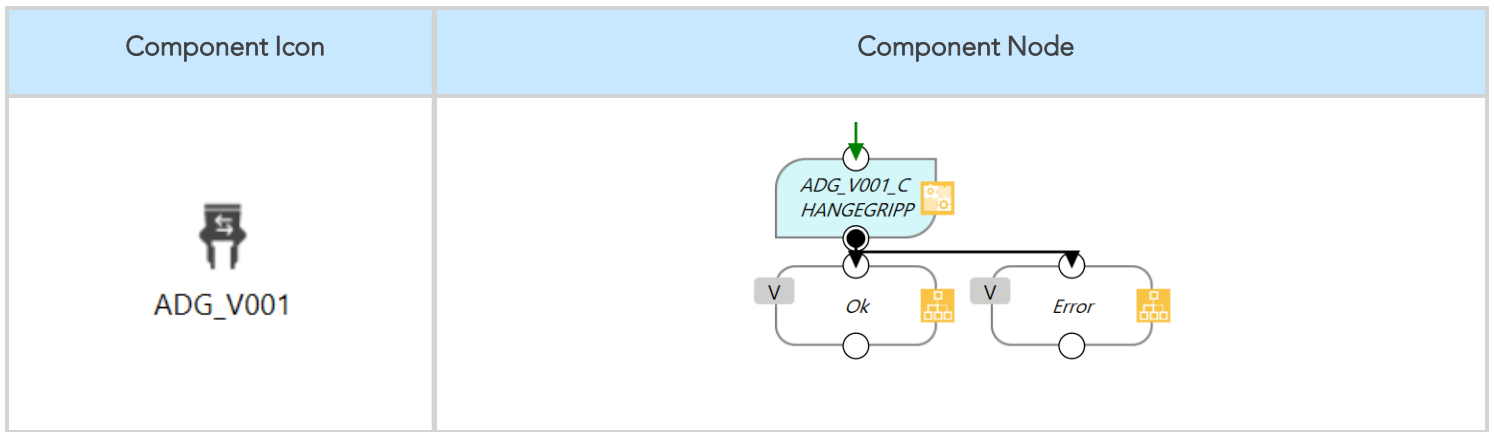 Component Icon
Component Node
ADG_V001
ADG_V001_C
HANGEGRIPP
V
Ok
V
Error